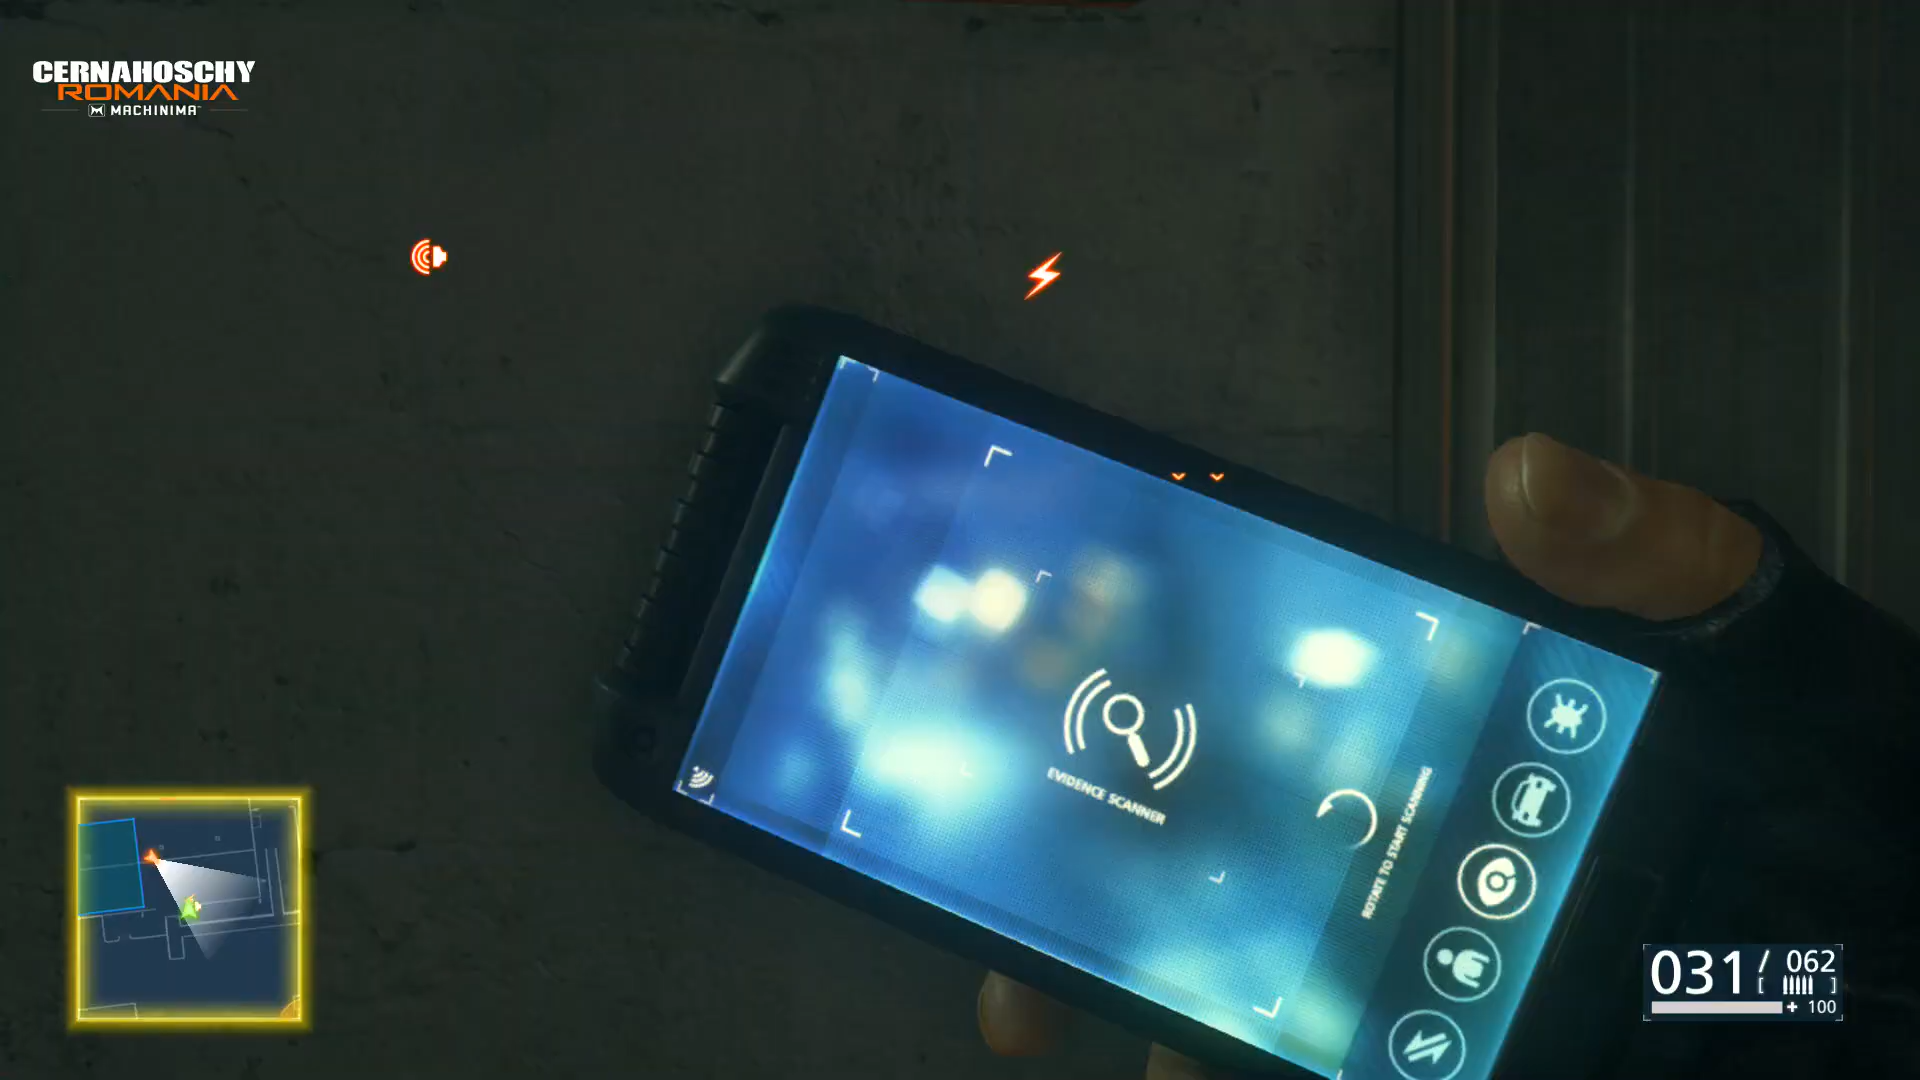 CERNAHOSCHY
ROMANIA
MACHINIMA
EVIDENCE SCANNER
ROTATE TO START SCANNING
031 / 062
+ 100